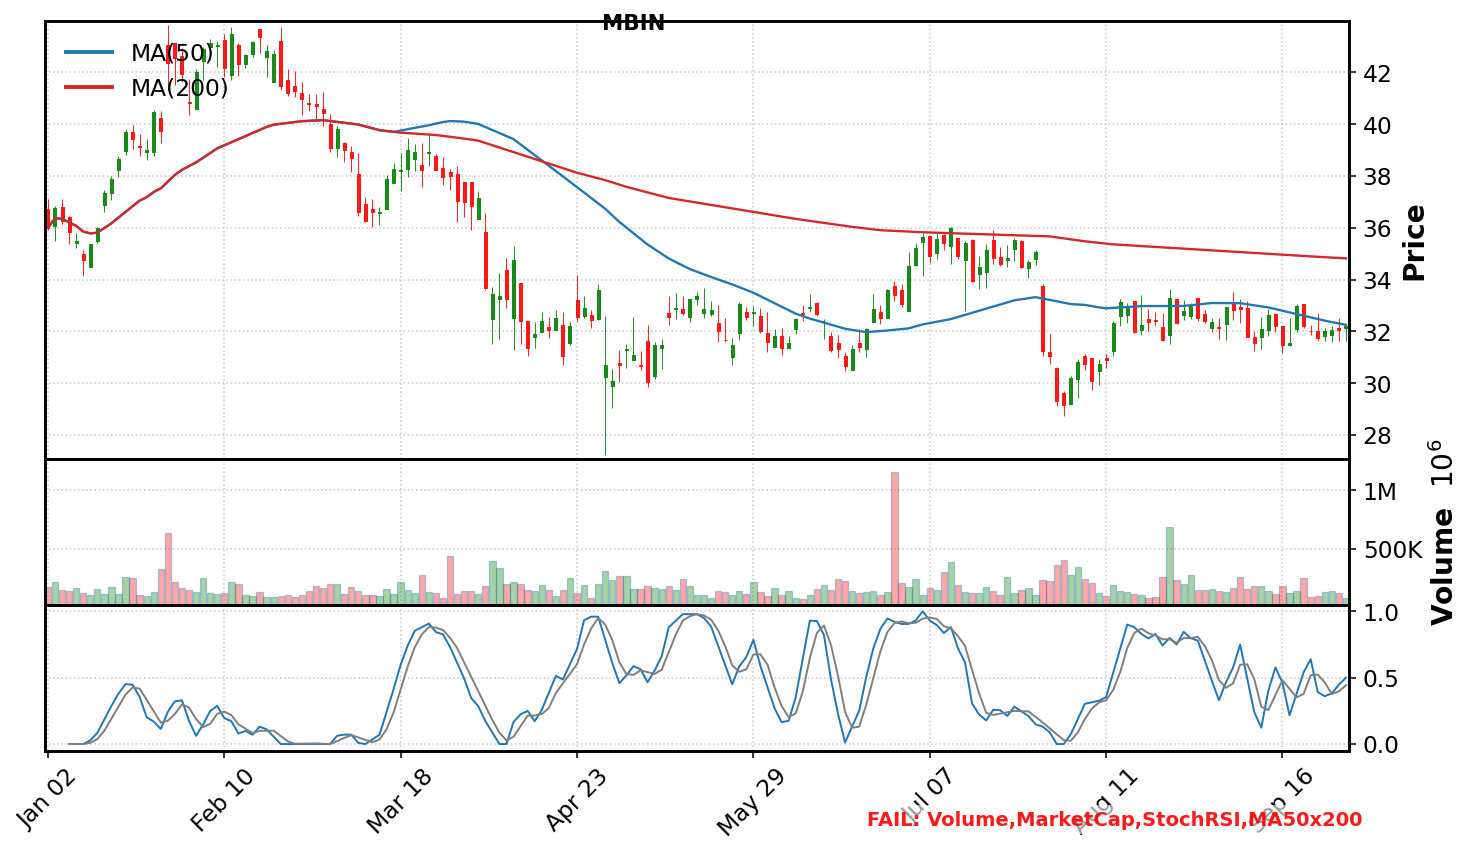 MBIN
MA(50)
MA(200)
42
40
38
36
34
32
30
28
Price
1M
500K
Volume 10^6
1.0
0.5
0.0
Jan 02
Feb 10
Mar 18
Apr 23
May 29
Jul 07
Aug 11
Sep 16
FAIL: Volume,MarketCap,StochRSI,MA50x200